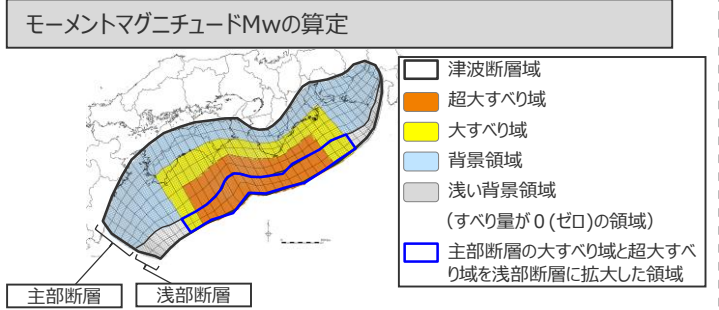 モーメントマグニチュードMwの算定
津波断層域
超大すべり域
大すべり域
背景領域
浅い背景領域
(すべり量が０(ゼロ)の領域)
主部断層の大すべり域と超大すべ
り域を浅部断層に拡大した領域
主部断層
浅部断層